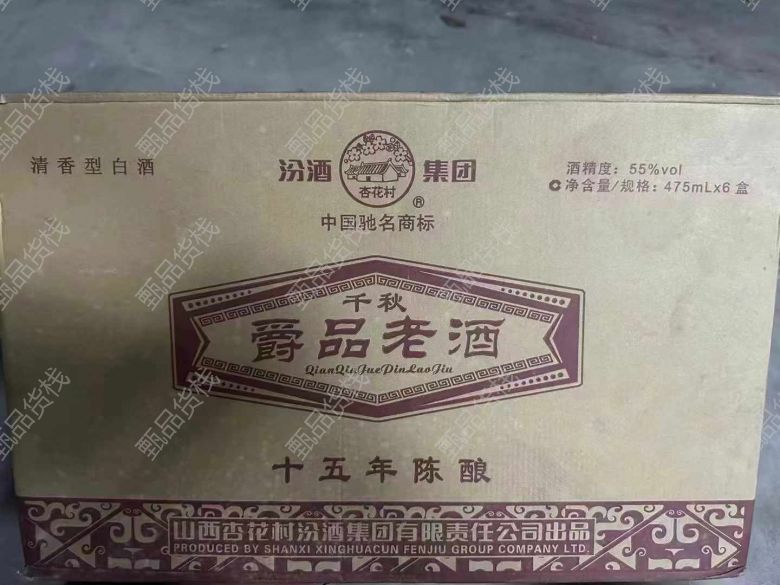 清香型白酒
汾酒 杏花村 ® 集团
中国驰名商标
酒精度：55%vol
净含量/规格：475mLx6盒
千秋
爵品老酒
QianQiuJuePinLaoJiu
十五年陈酿
山西杏花村汾酒集团有限责任公司出品
PRODUCED BY SHANXI XINGHUACUN FENJIU GROUP COMPANY LTD.
甄品货栈